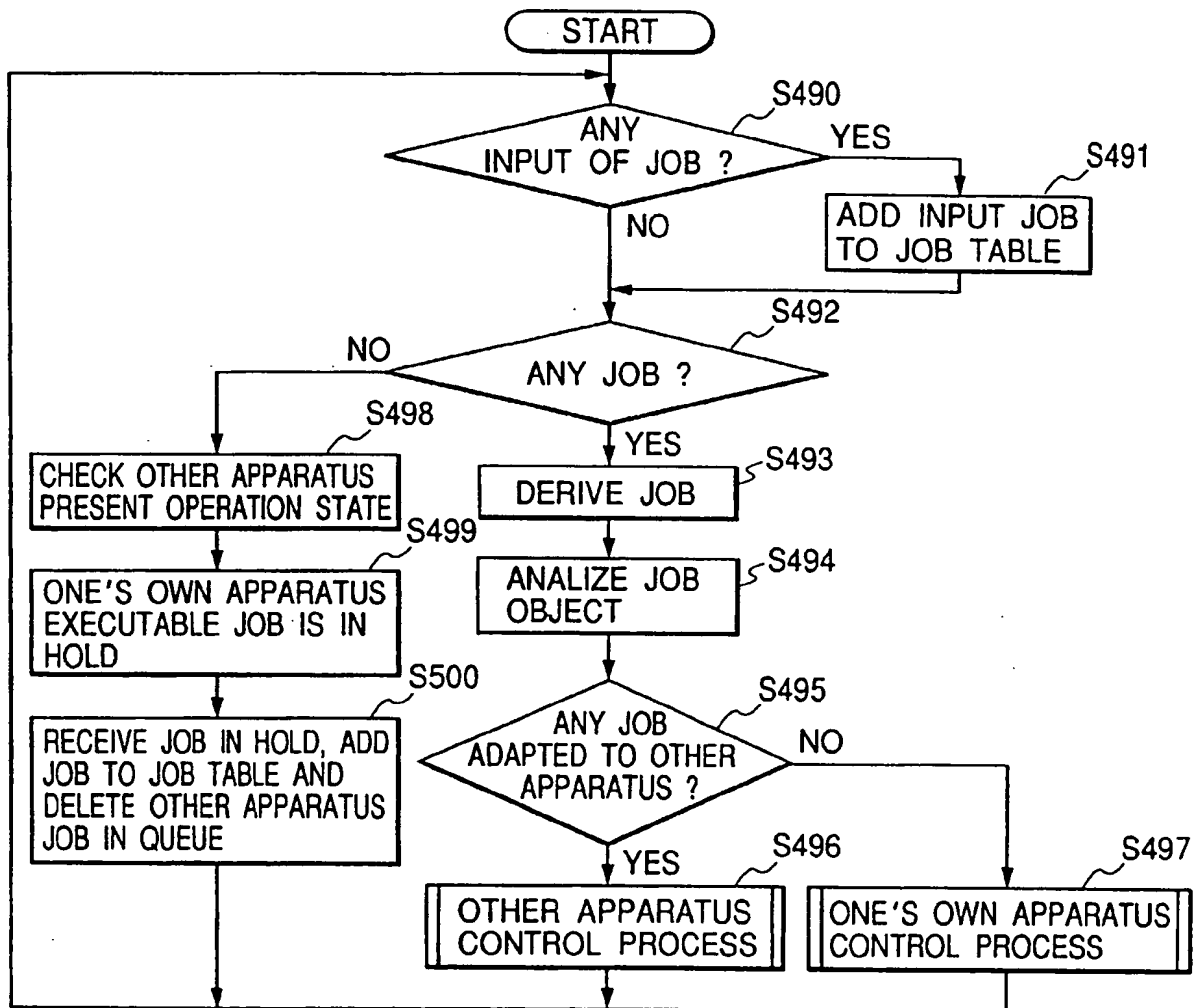 START
S490
ANY
INPUT OF JOB ?
YES
S491
ADD INPUT JOB
TO JOB TABLE
NO
S492
ANY JOB ?
NO
YES
S498
CHECK OTHER APPARATUS
PRESENT OPERATION STATE
S493
DERIVE JOB
S499
ONE'S OWN APPARATUS
EXECUTABLE JOB IS IN
HOLD
S494
ANALIZE JOB
OBJECT
S500
RECEIVE JOB IN HOLD, ADD
JOB TO JOB TABLE AND
DELETE OTHER APPARATUS
JOB IN QUEUE
S495
ANY JOB
ADAPTED TO OTHER
APPARATUS ?
NO
YES
S496
OTHER APPARATUS
CONTROL PROCESS
S497
ONE'S OWN APPARATUS
CONTROL PROCESS